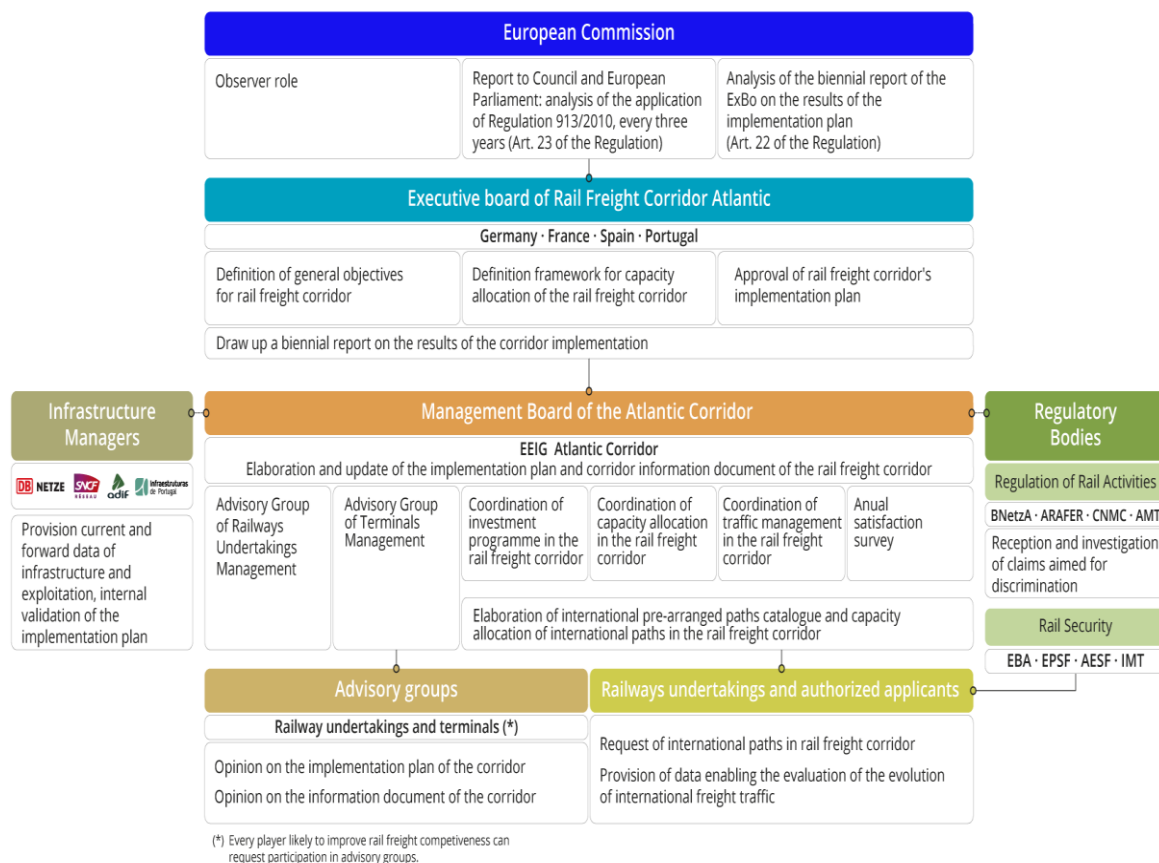 European Commission
Observer role
Report to Council and European
Parliament: analysis of the application
of Regulation 913/2010, every three
years (Art. 23 of the Regulation)
Analysis of the biennial report of the
ExBo on the results of the
implementation plan
(Art. 22 of the Regulation)
Executive board of Rail Freight Corridor Atlantic
Germany · France · Spain · Portugal
Definition of general objectives
for rail freight corridor
Definition framework for capacity
allocation of the rail freight corridor
Approval of rail freight corridor's
implementation plan
Draw up a biennial report on the results of the corridor implementation
Infrastructure
Managers
DB NETZE
SNCF
RÉSEAU
adif
Infraestruturas
de Portugal
Provision current and
forward data of
infrastructure and
exploitation, internal
validation of the
implementation plan
Management Board of the Atlantic Corridor
EEIG Atlantic Corridor
Elaboration and update of the implementation plan and corridor information document of the rail freight corridor
Advisory Group
of Railways
Undertakings
Management
Advisory Group
of Terminals
Management
Coordination of
investment
programme in the
rail freight corridor
Coordination of
capacity allocation
in the rail freight
corridor
Coordination of
traffic management
in the rail freight
corridor
Anual
satisfaction
survey
Elaboration of international pre-arranged paths catalogue and capacity
allocation of international paths in the rail freight corridor
Regulatory
Bodies
Regulation of Rail Activities
BNetzA · ARAFER · CNMC · AMT
Reception and investigation
of claims aimed for
discrimination
Rail Security
EBA · EPSF · AESF · IMT
Advisory groups
Railway undertakings and terminals (*)
Opinion on the implementation plan of the corridor
Opinion on the information document of the corridor
Railways undertakings and authorized applicants
Request of international paths in rail freight corridor
Provision of data enabling the evaluation of the evolution
of international freight traffic
(*) Every player likely to improve rail freight competiveness can
request participation in advisory groups.